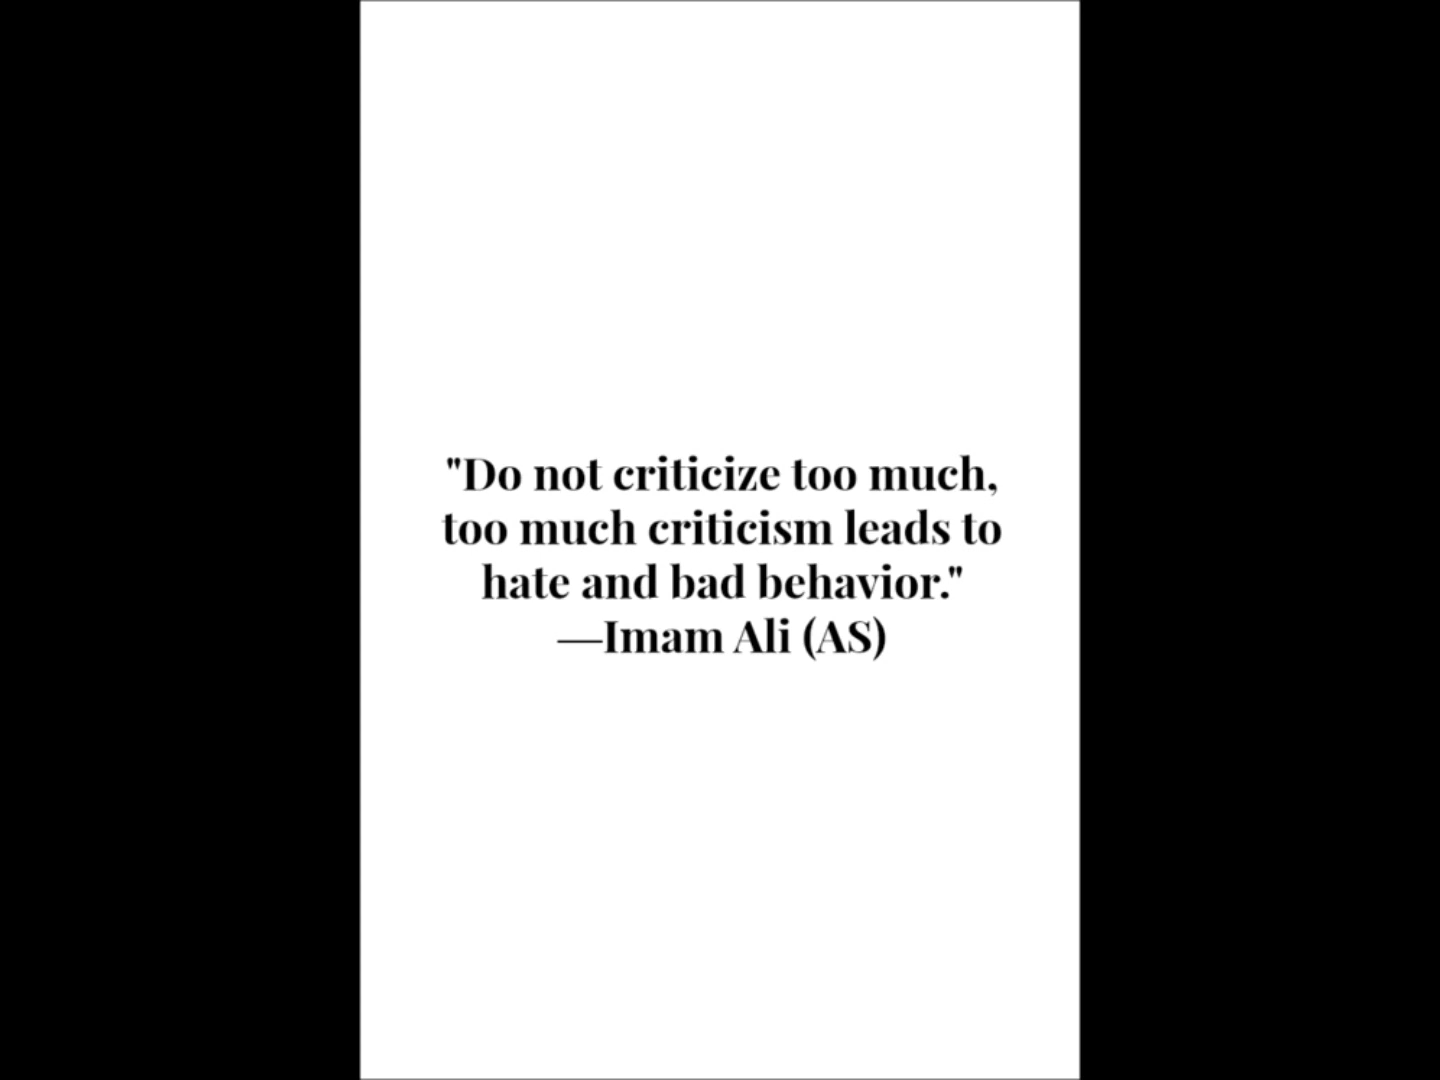 "Do not criticize too much,
too much criticism leads to
hate and bad behavior."
—Imam Ali (AS)